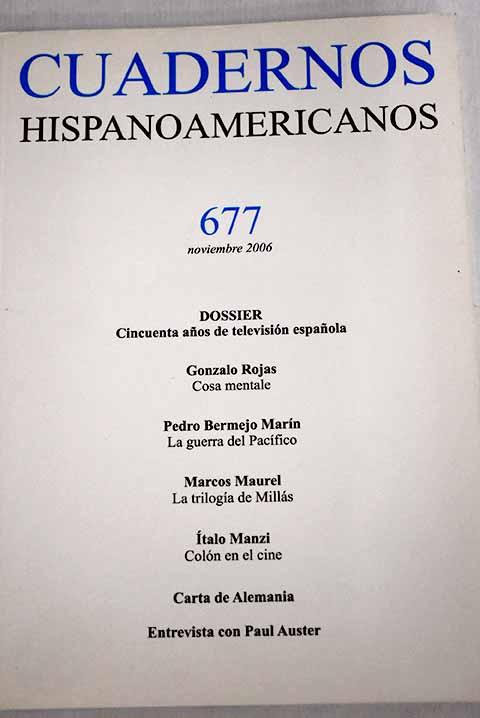 CUADERNOS
HISPANOAMERICANOS
677
noviembre 2006
DOSSIER
Cincuenta años de televisión española
Gonzalo Rojas
Cosa mentale
Pedro Bermejo Marín
La guerra del Pacífico
Marcos Maurel
La trilogía de Millás
Ítalo Manzi
Colón en el cine
Carta de Alemania
Entrevista con Paul Auster